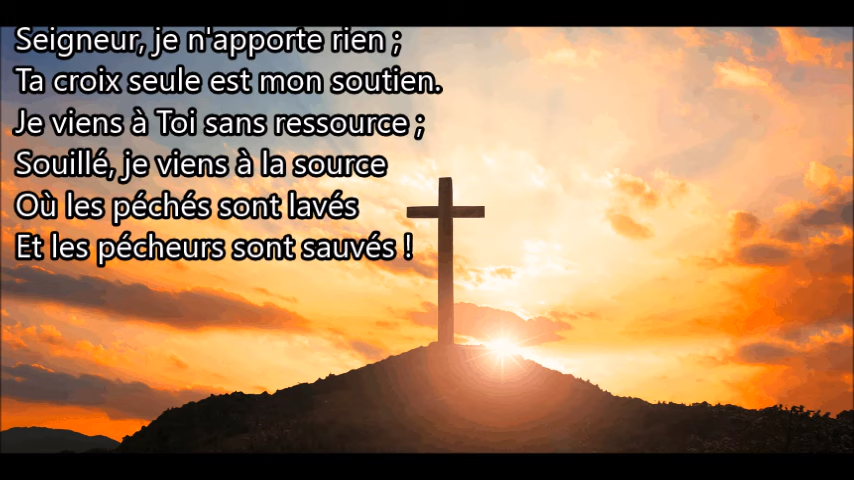 Seigneur, je n'apporte rien ;
Ta croix seule est mon soutien.
Je viens à Toi sans ressource ;
Souillé, je viens à la source
Où les péchés sont lavés
Et les pécheurs sont sauvés !